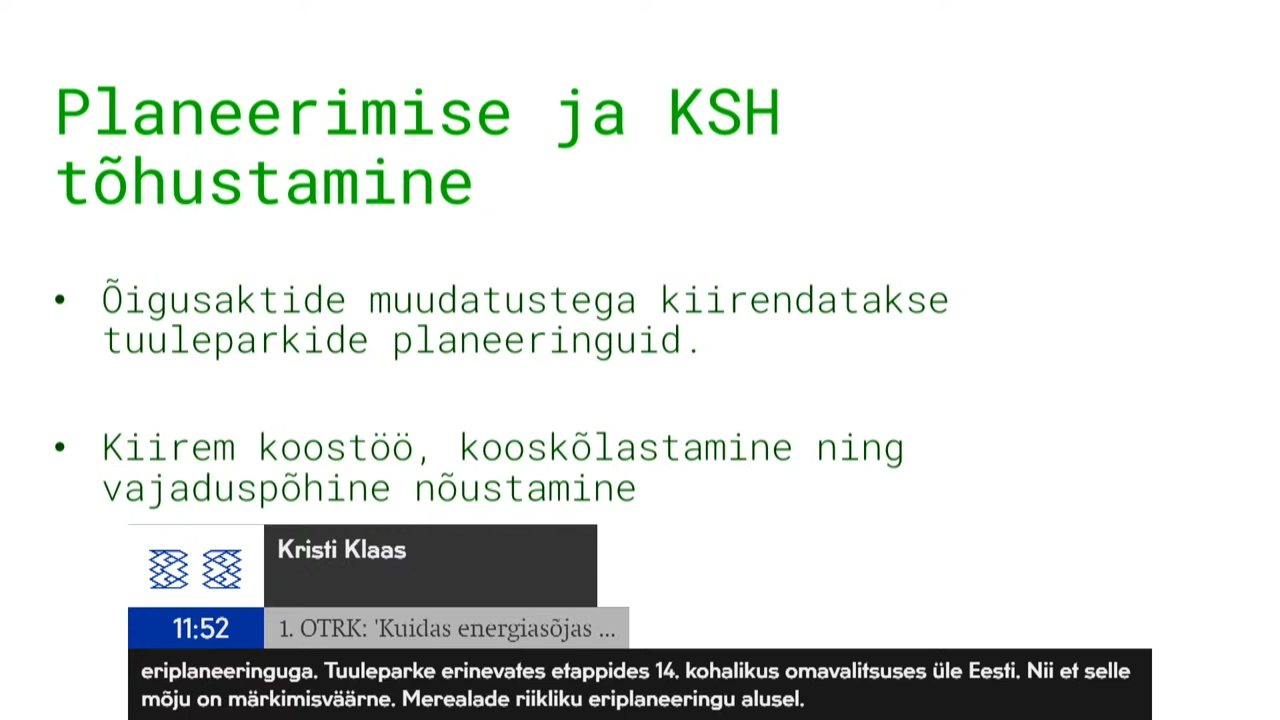 Planeerimise ja KSH
tõhustamine
• Õigusaktide muudatustega kiirendatakse
tuuleparkide planeeringuid.
• Kiirem koostöö, kooskõlastamine ning
vajaduspõhine nõustamine
Kristi Klaas
11:52
1. OTRK: 'Kuidas energiasõjas ...
eriplaneeringuga. Tuuleparke erinevates etappides 14. kohalikus omavalitsuses üle Eesti. Nii et selle
mõju on märkimisväärne. Merealade riikliku eriplaneeringu alusel.